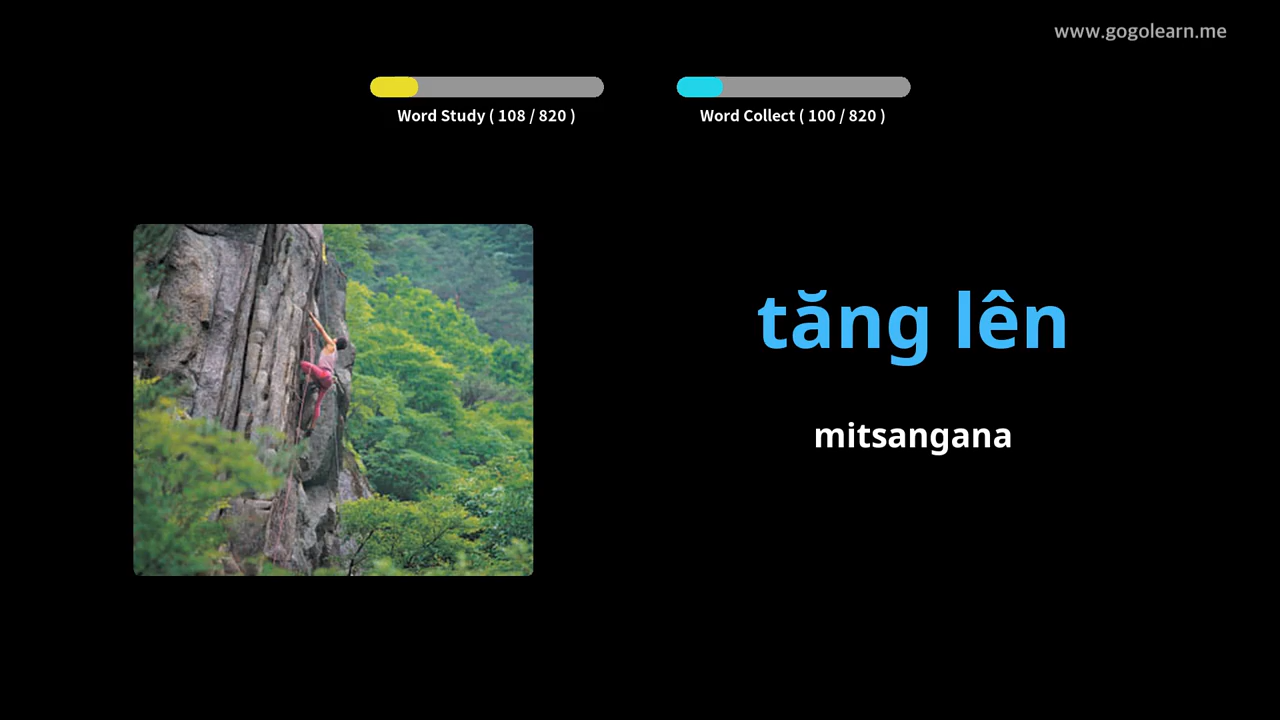 www.gogolearn.me
Word Study ( 108 / 820 )
Word Collect ( 100 / 820 )
tăng lên
mitsangana